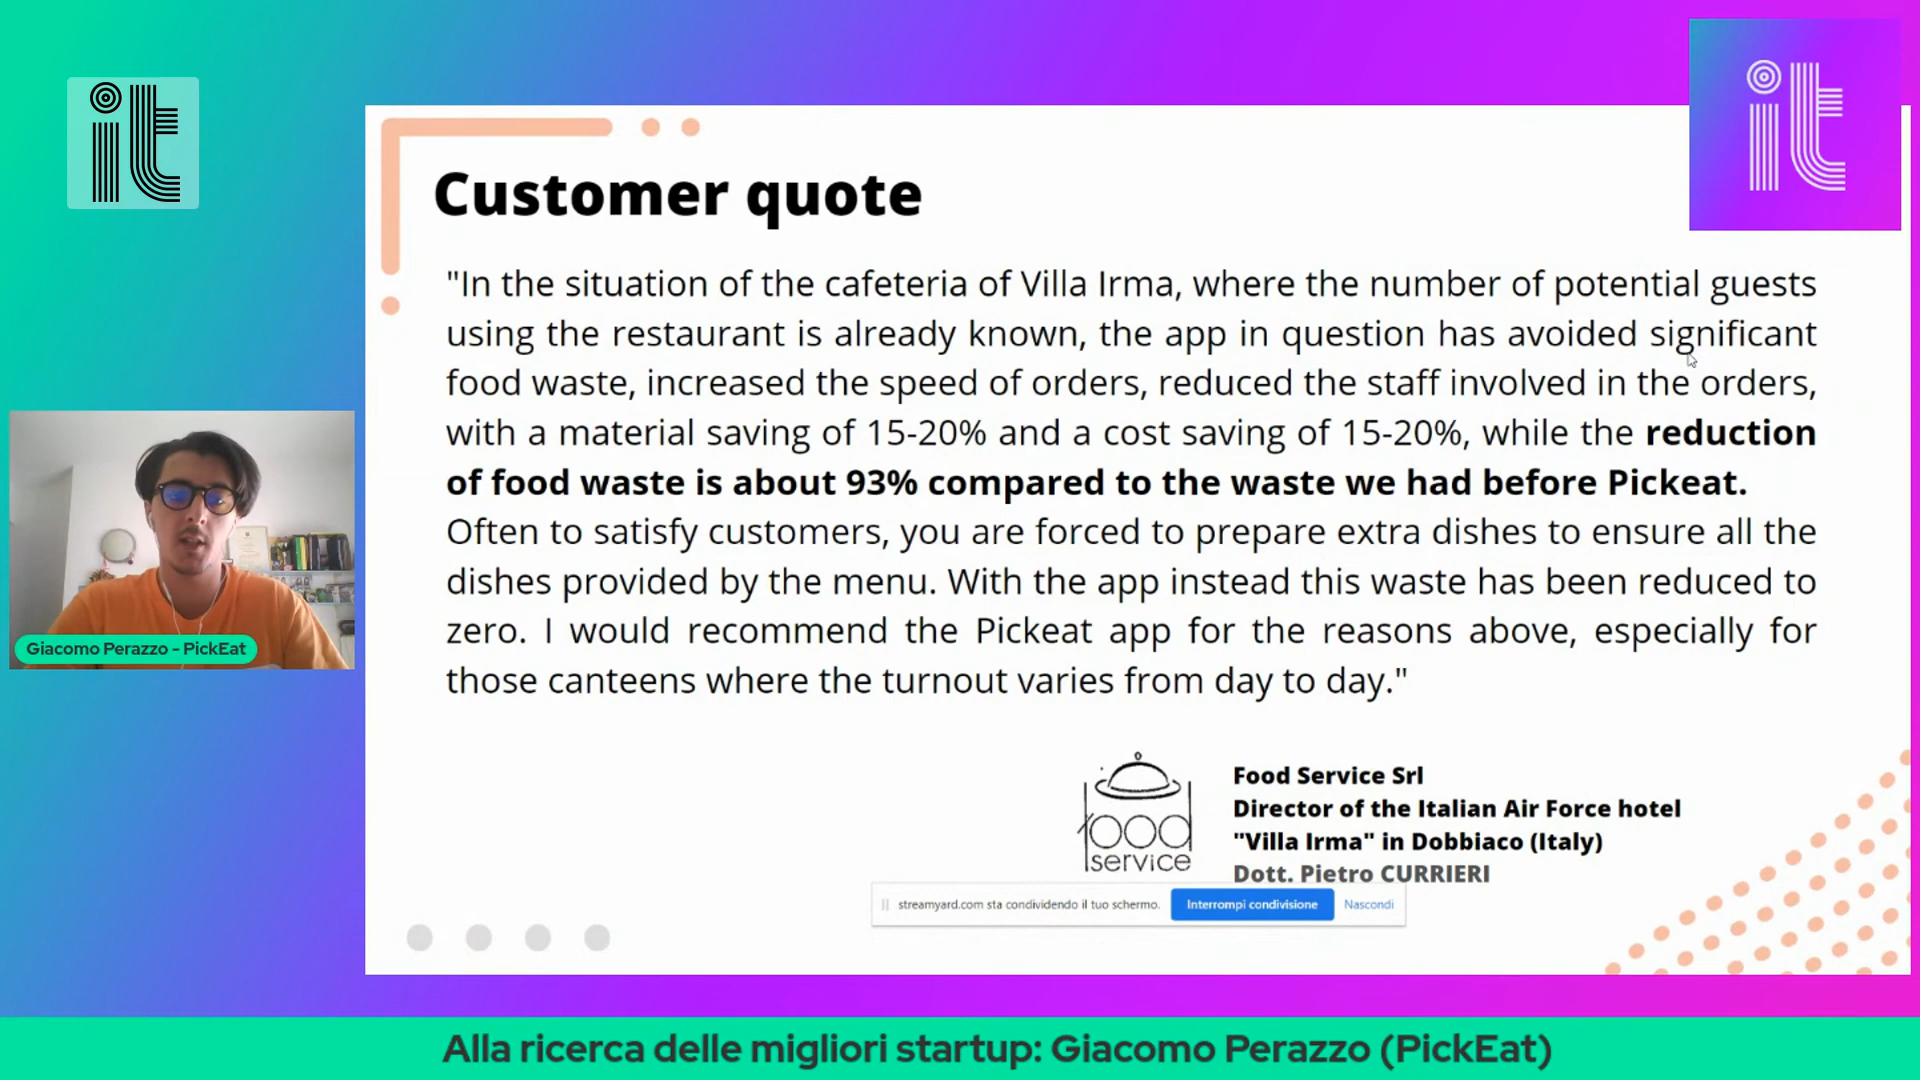 it
it
Customer quote
"In the situation of the cafeteria of Villa Irma, where the number of potential guests
using the restaurant is already known, the app in question has avoided significant
food waste, increased the speed of orders, reduced the staff involved in the orders,
with a material saving of 15-20% and a cost saving of 15-20%, while the reduction
of food waste is about 93% compared to the waste we had before Pickeat.
Often to satisfy customers, you are forced to prepare extra dishes to ensure all the
dishes provided by the menu. With the app instead this waste has been reduced to
zero. I would recommend the Pickeat app for the reasons above, especially for
those canteens where the turnout varies from day to day."
Giacomo Perazzo - PickEat
food
service
Food Service Srl
Director of the Italian Air Force hotel
"Villa Irma" in Dobbiaco (Italy)
Dott. Pietro CURRIERI
streamyard.com sta condividendo il tuo schermo.
Interrompi condivisione
Nascondi
Alla ricerca delle migliori startup: Giacomo Perazzo (PickEat)